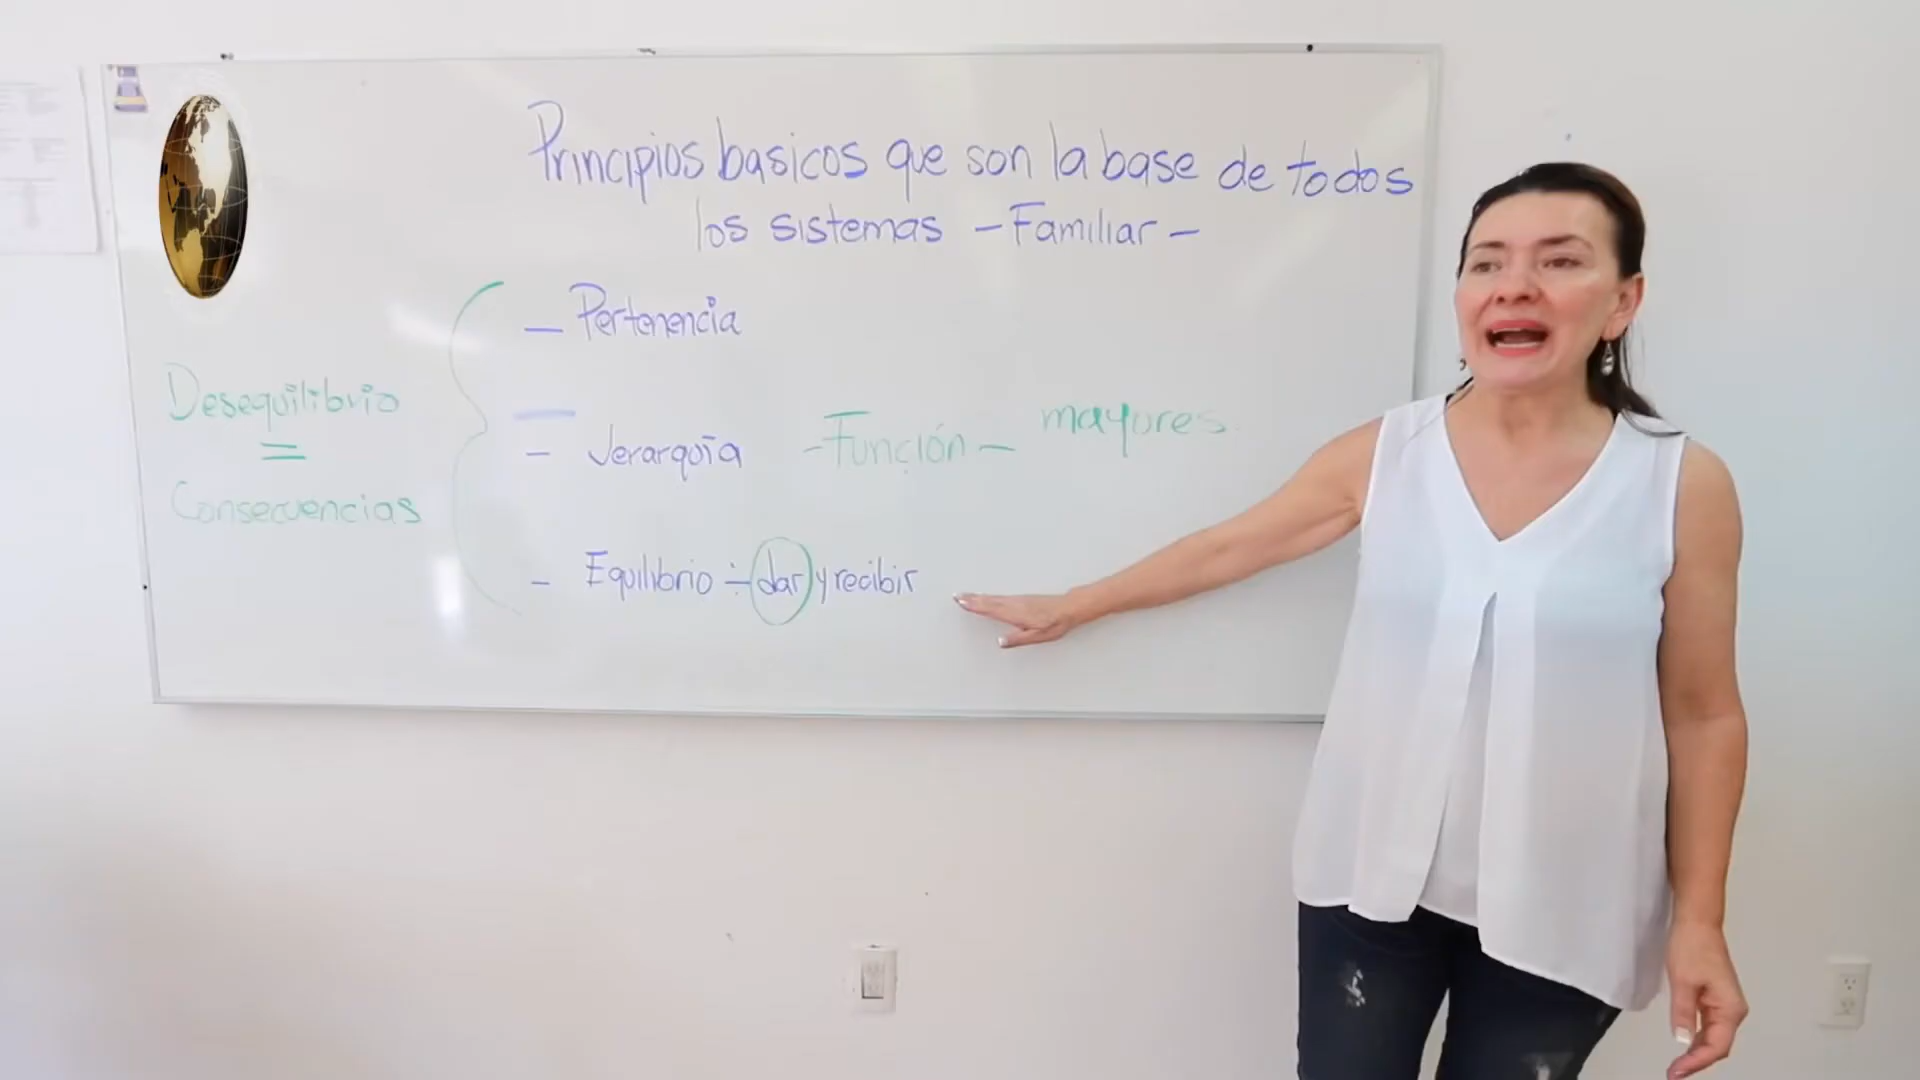 Principios basicos que son la base de todos
los sistemas - Familiar -
- Pertenencia
Desequilibrio
=
Consecuencias
- Jerarquía - Función - mayores.
- Equilibrio ÷ dar y recibir